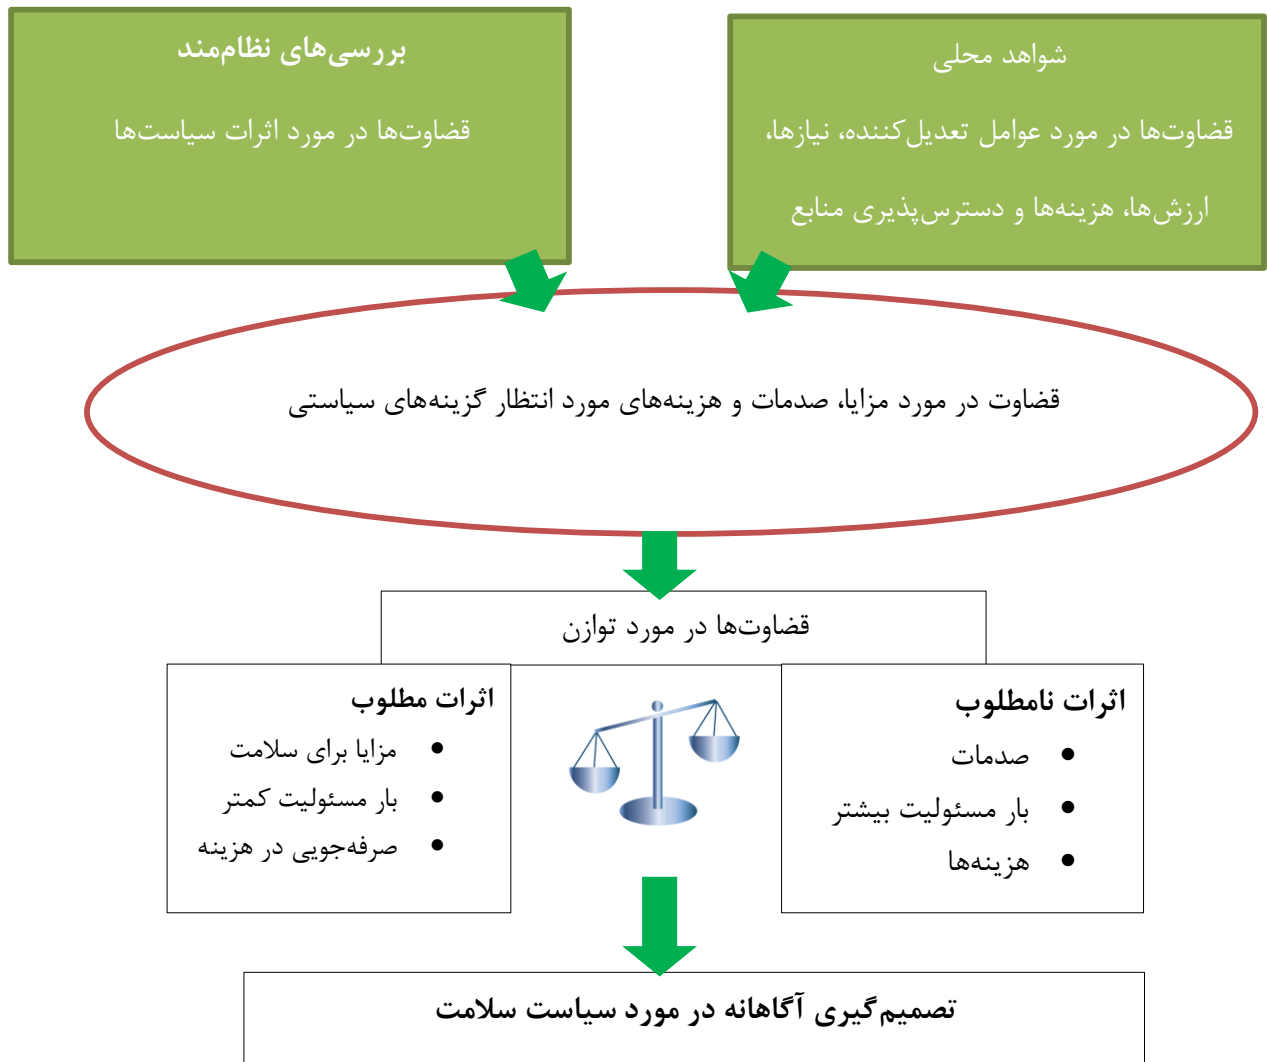 شواهد محلی
قضاوت‌ها در مورد عوامل تعدیل‌کننده، نیازها،
ارزش‌ها، هزینه‌ها و دسترس‌پذیری منابع
بررسی‌های نظام‌مند
قضاوت‌ها در مورد اثرات سیاست‌ها
قضاوت در مورد مزایا، صدمات و هزینه‌های مورد انتظار گزینه‌های سیاستی
قضاوت‌ها در مورد توازن
اثرات نامطلوب
• صدمات
• بار مسئولیت بیشتر
• هزینه‌ها
اثرات مطلوب
• مزایا برای سلامت
• بار مسئولیت کمتر
• صرفه‌جویی در هزینه
تصمیم‌گیری آگاهانه در مورد سیاست سلامت